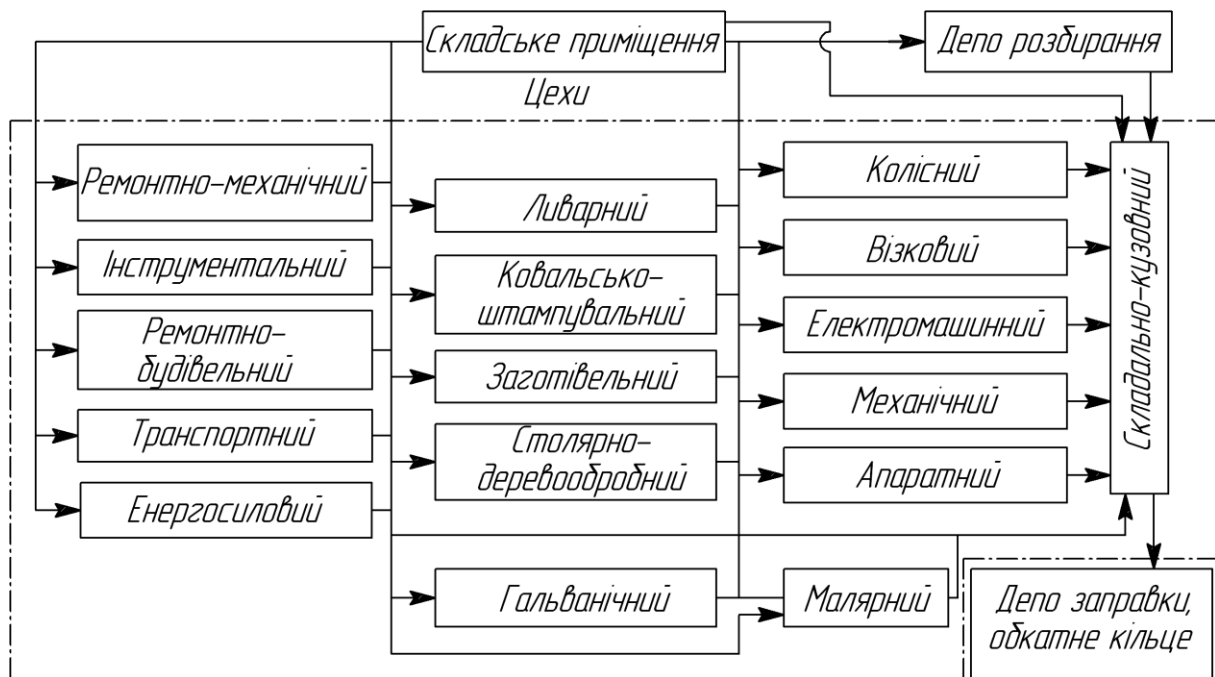 Складське приміщення
Депо розбирання
Цехи
Ремонтно-механічний
Інструментальний
Ремонтно-
будівельний
Транспортний
Енергосиловий
Ливарний
Ковальсько-
штампувальний
Заготівельний
Столярно-
деревообробний
Гальванічний
Колісний
Візковий
Електромашинний
Механічний
Апаратний
Малярний
Складально-кузовний
Депо заправки,
обкатне кільце